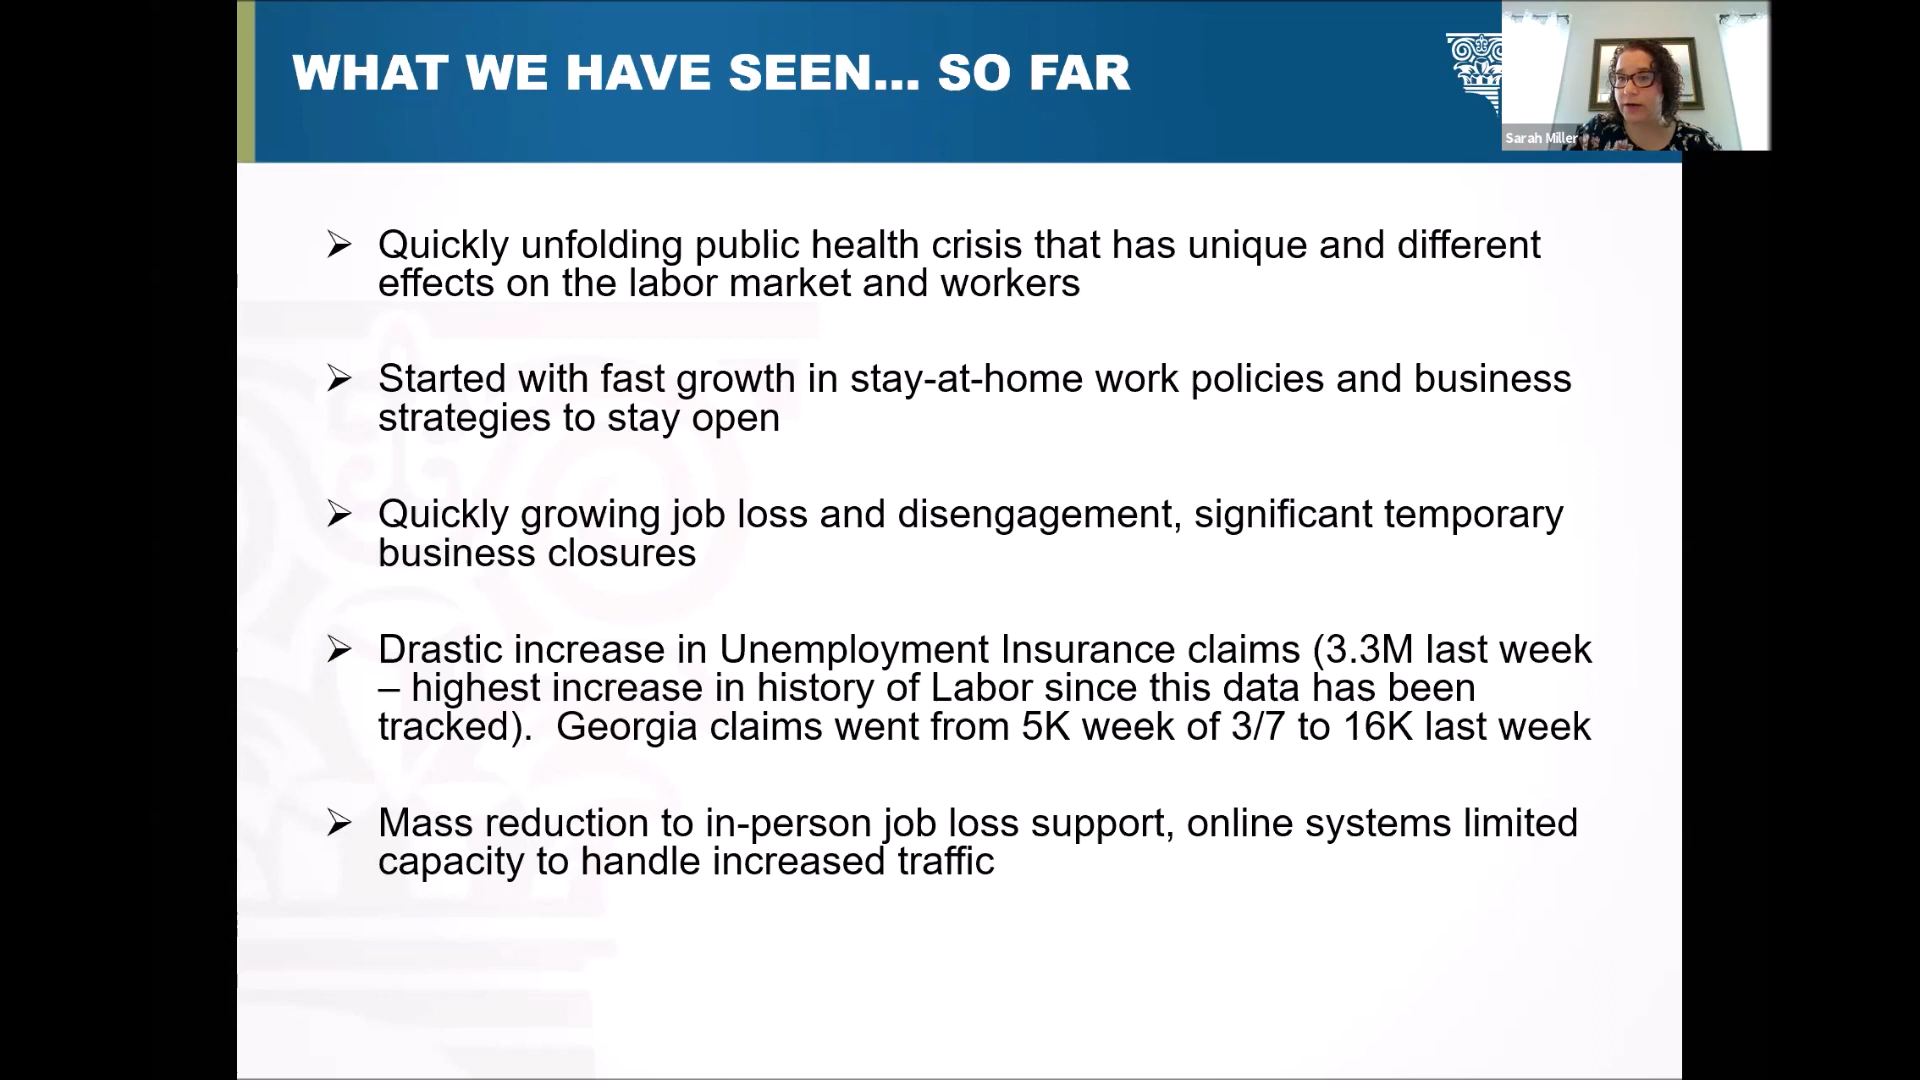 WHAT WE HAVE SEEN... SO FAR
Sarah Miller
➢ Quickly unfolding public health crisis that has unique and different
effects on the labor market and workers
➢ Started with fast growth in stay-at-home work policies and business
strategies to stay open
➢ Quickly growing job loss and disengagement, significant temporary
business closures
➢ Drastic increase in Unemployment Insurance claims (3.3M last week
– highest increase in history of Labor since this data has been
tracked).  Georgia claims went from 5K week of 3/7 to 16K last week
➢ Mass reduction to in-person job loss support, online systems limited
capacity to handle increased traffic